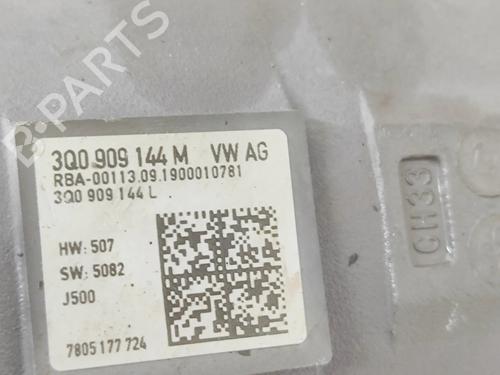 B-PARTS
3Q0 909 144 M VW AG
RBA-00113.09.1900010781
3Q0 909 144 L
HW: 507
SW: 5082
J500
7805 177 724
CH33